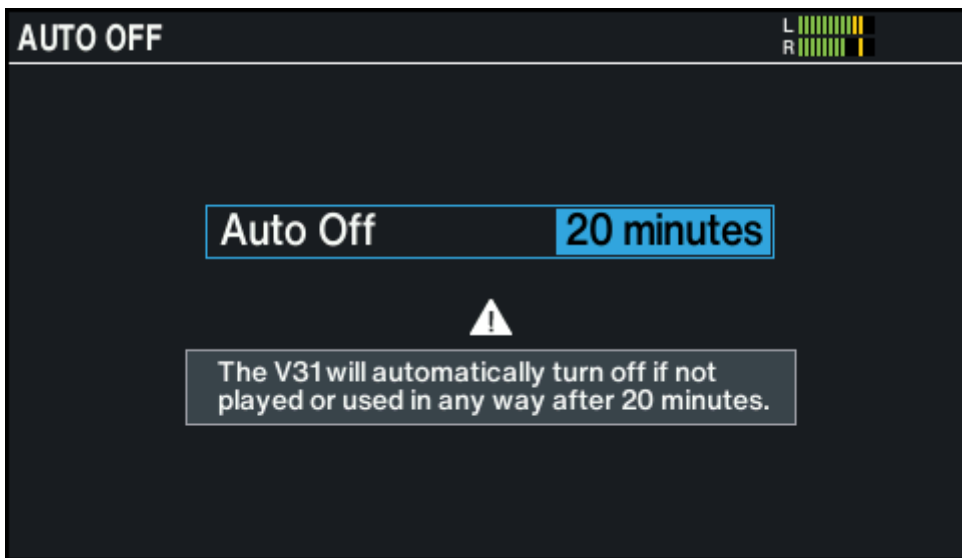 AUTO OFF
L
R
Auto Off 20 minutes
The V31 will automatically turn off if not
played or used in any way after 20 minutes.